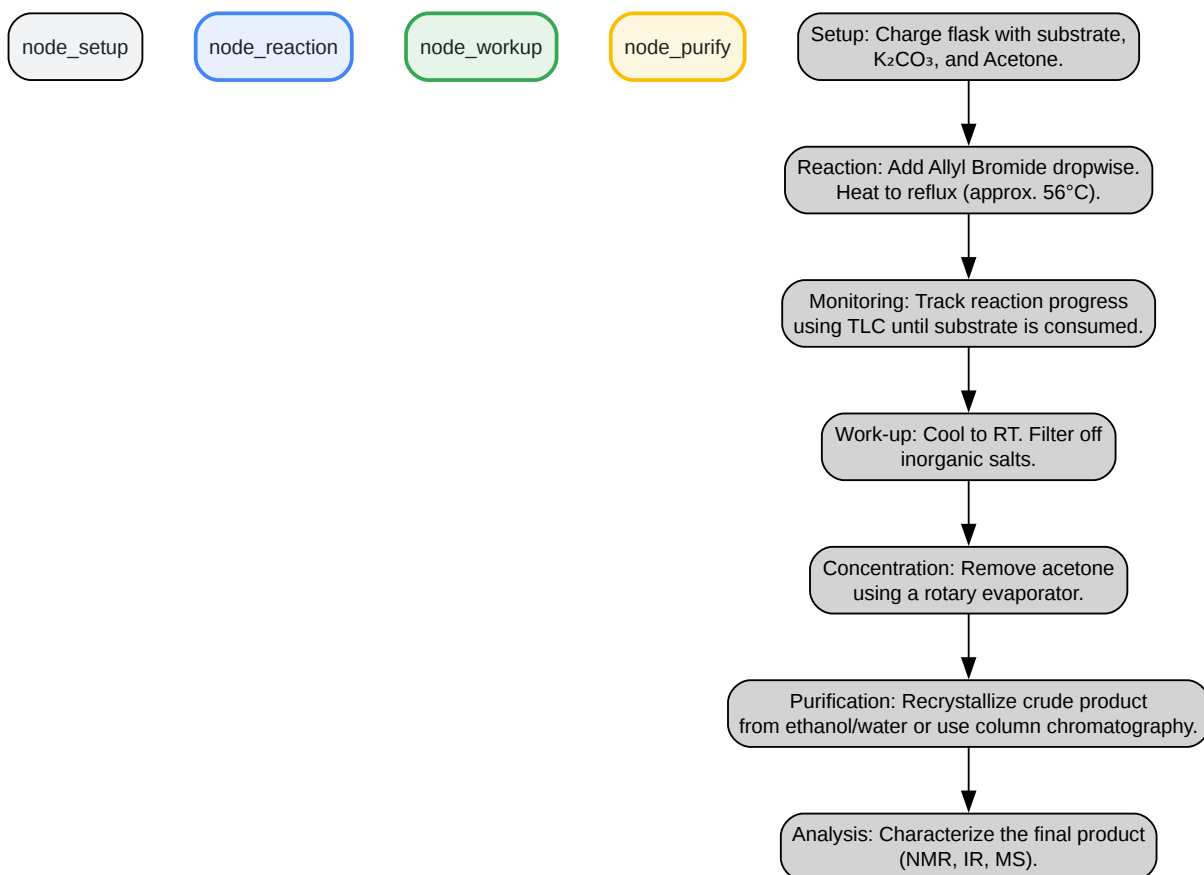 node_setup
node_reaction
node_workup
node_purify
Setup: Charge flask with substrate,
K₂CO₃, and Acetone.
Reaction: Add Allyl Bromide dropwise.
Heat to reflux (approx. 56°C).
Monitoring: Track reaction progress
using TLC until substrate is consumed.
Work-up: Cool to RT. Filter off
inorganic salts.
Concentration: Remove acetone
using a rotary evaporator.
Purification: Recrystallize crude product
from ethanol/water or use column chromatography.
Analysis: Characterize the final product
(NMR, IR, MS).